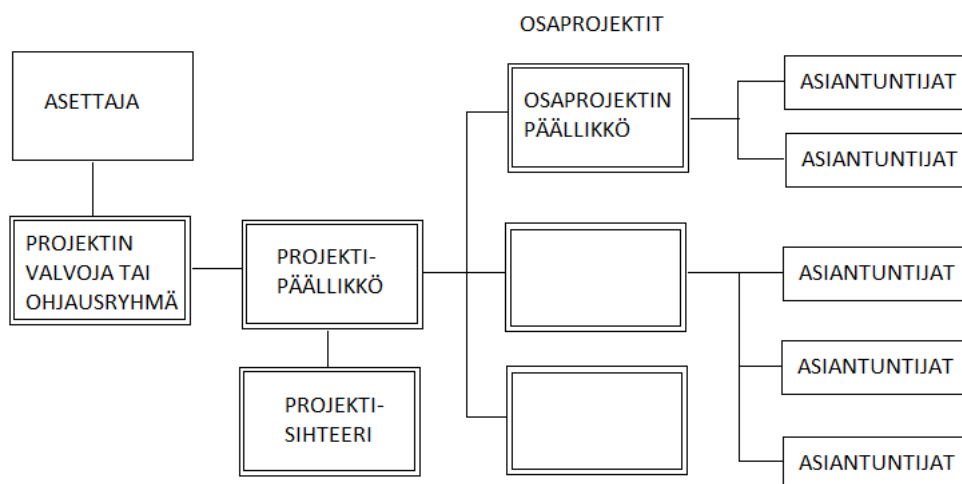 OSAPROJEKTIT
ASETTAJA
PROJEKTIN
VALVOJA TAI
OHJAUSRYHMÄ
PROJEKTI-
PÄÄLLIKKÖ
PROJEKTI-
SIHTEERI
OSAPROJEKTIN
PÄÄLLIKKÖ
ASIANTUNTIJAT
ASIANTUNTIJAT
ASIANTUNTIJAT
ASIANTUNTIJAT
ASIANTUNTIJAT